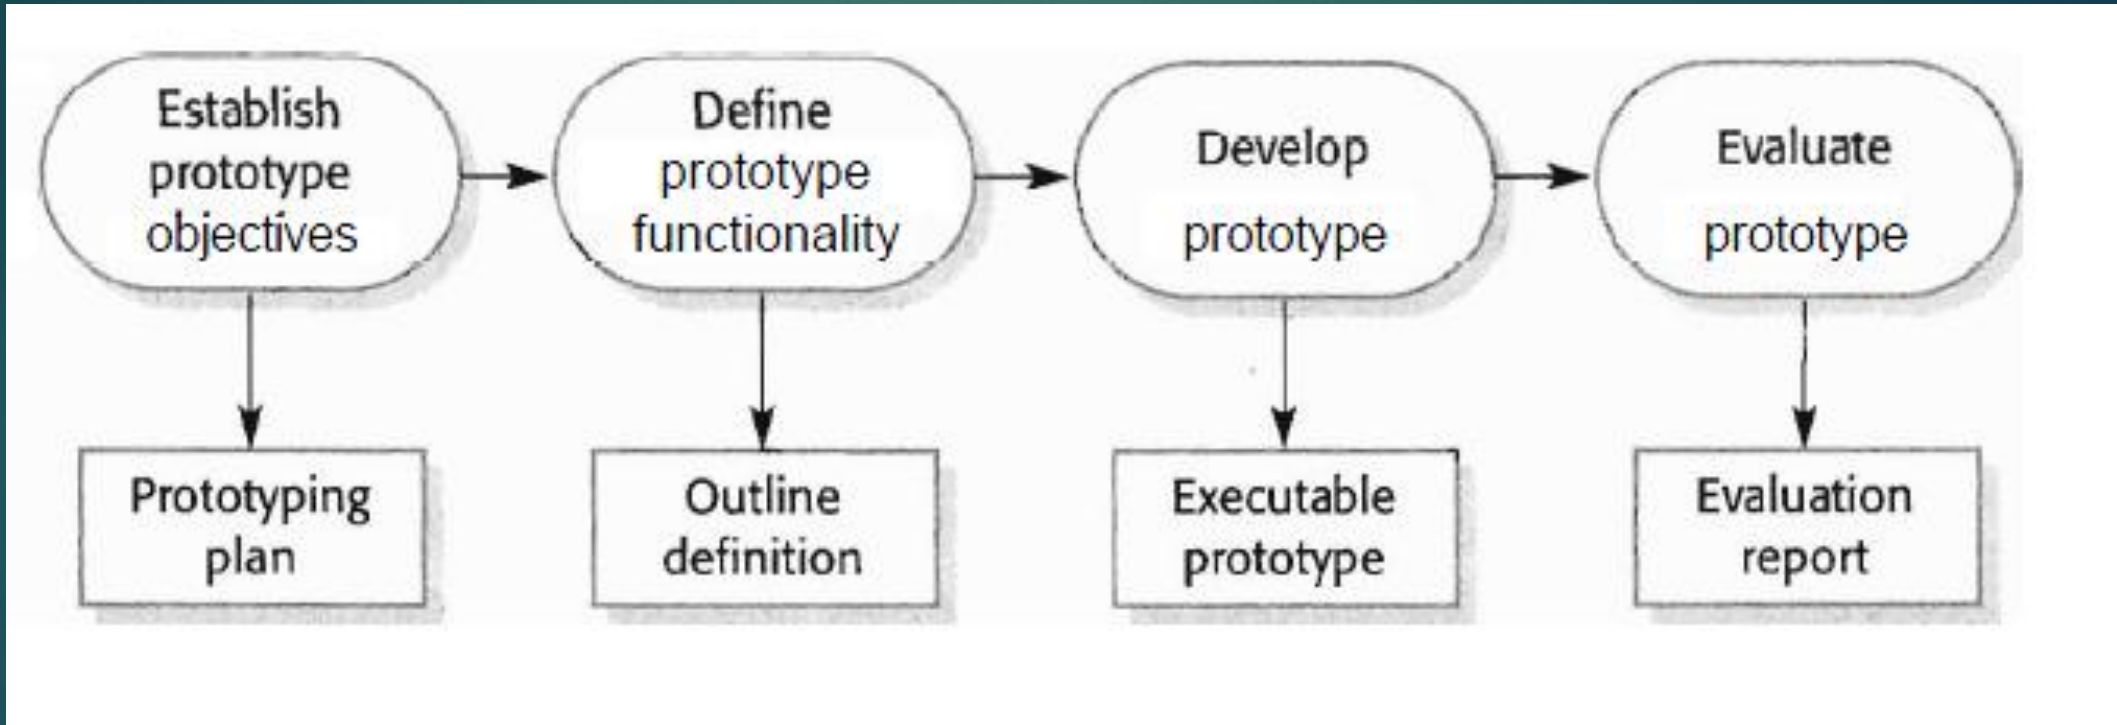 Establish
prototype
objectives
Define
prototype
functionality
Develop
prototype
Evaluate
prototype
Prototyping
plan
Outline
definition
Executable
prototype
Evaluation
report